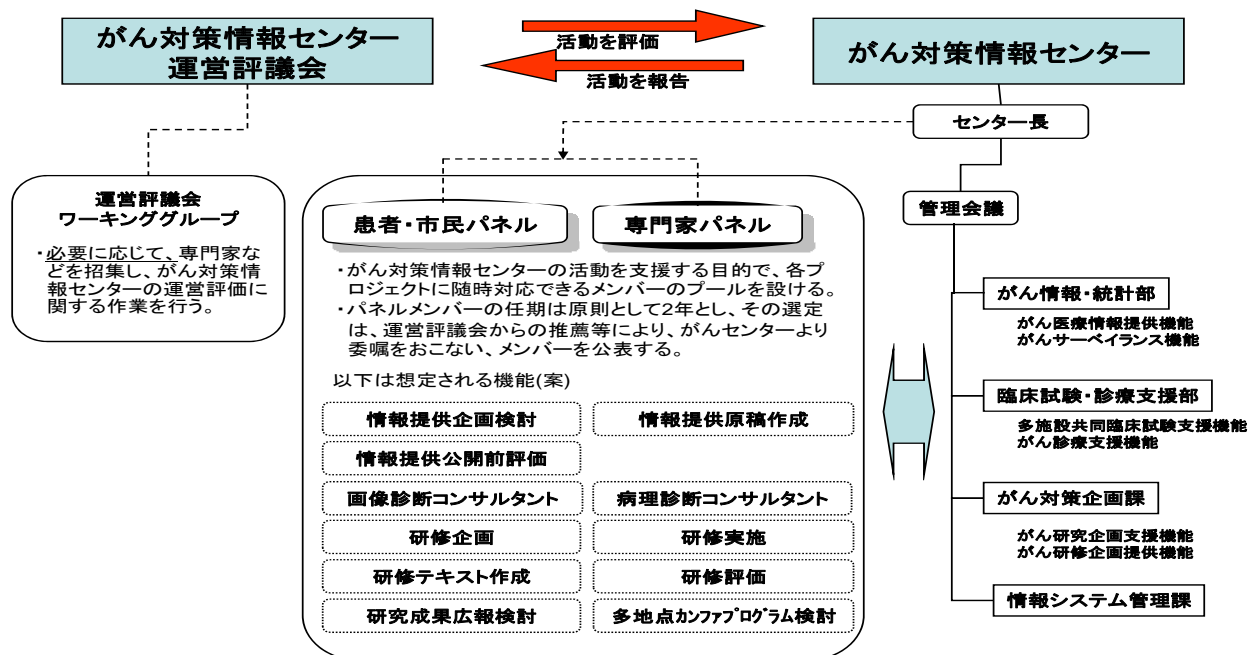 がん対策情報センター
運営評議会
活動を評価
活動を報告
がん対策情報センター
センター長
運営評議会
ワーキンググループ
・必要に応じて、専門家な
どを招集し、がん対策情
報センターの運営評価に
関する作業を行う。
患者・市民パネル
専門家パネル
・がん対策情報センターの活動を支援する目的で、各プ
ロジェクトに随時対応できるメンバーのプールを設ける。
・パネルメンバーの任期は原則として2年とし、その選定
は、運営評議会からの推薦等により、がんセンターより
委嘱をおこない、メンバーを公表する。
以下は想定される機能(案)
情報提供企画検討
情報提供原稿作成
情報提供公開前評価
画像診断コンサルタント
病理診断コンサルタント
研修企画
研修実施
研修テキスト作成
研修評価
研究成果広報検討
多地点カンファプログラム検討
管理会議
がん情報・統計部
がん医療情報提供機能
がんサーベイランス機能
臨床試験・診療支援部
多施設共同臨床試験支援機能
がん診療支援機能
がん対策企画課
がん研究企画支援機能
がん研修企画提供機能
情報システム管理課